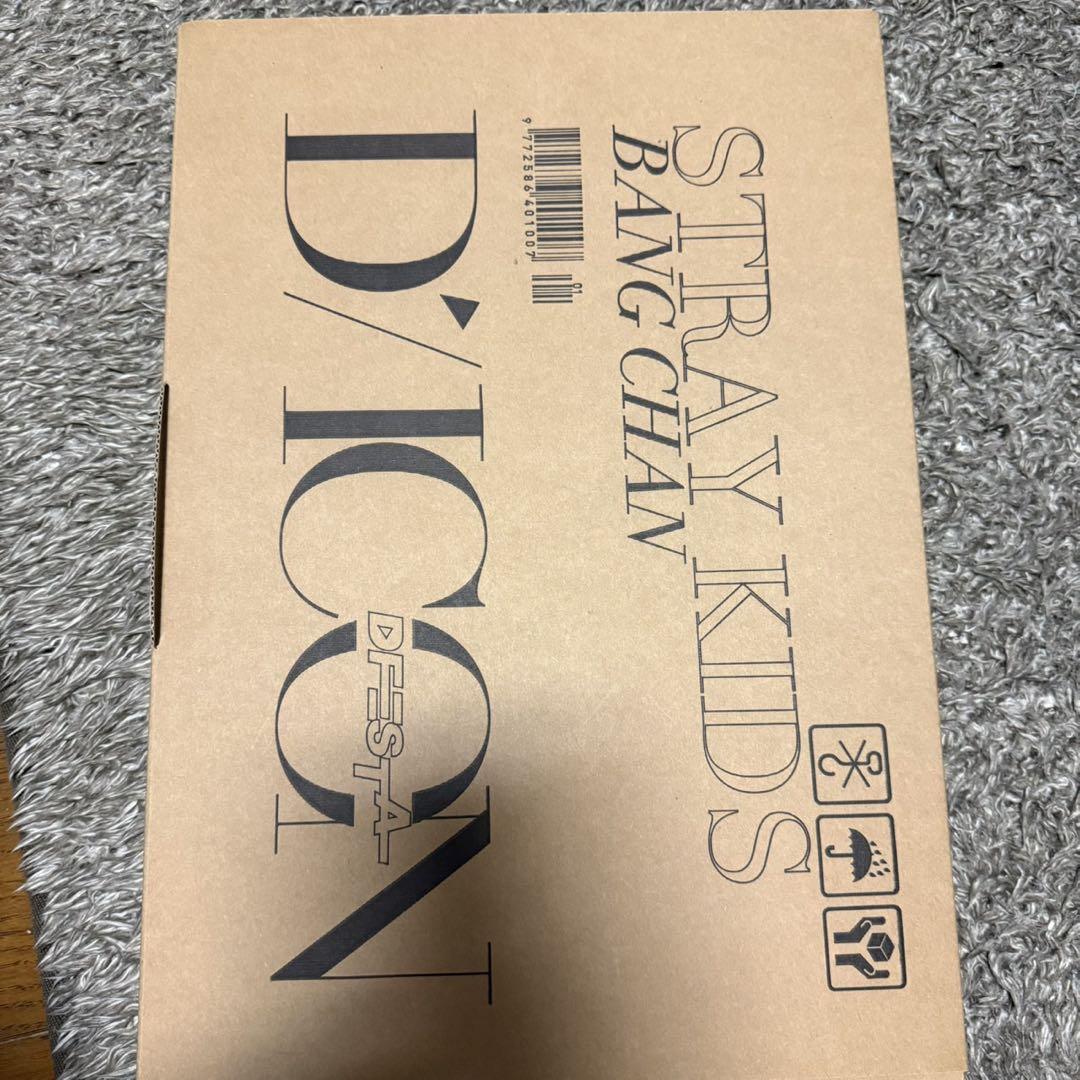 STRAY KIDS
BANG CHAN
01
9 772586 401007
D'/ICON
DFESTA